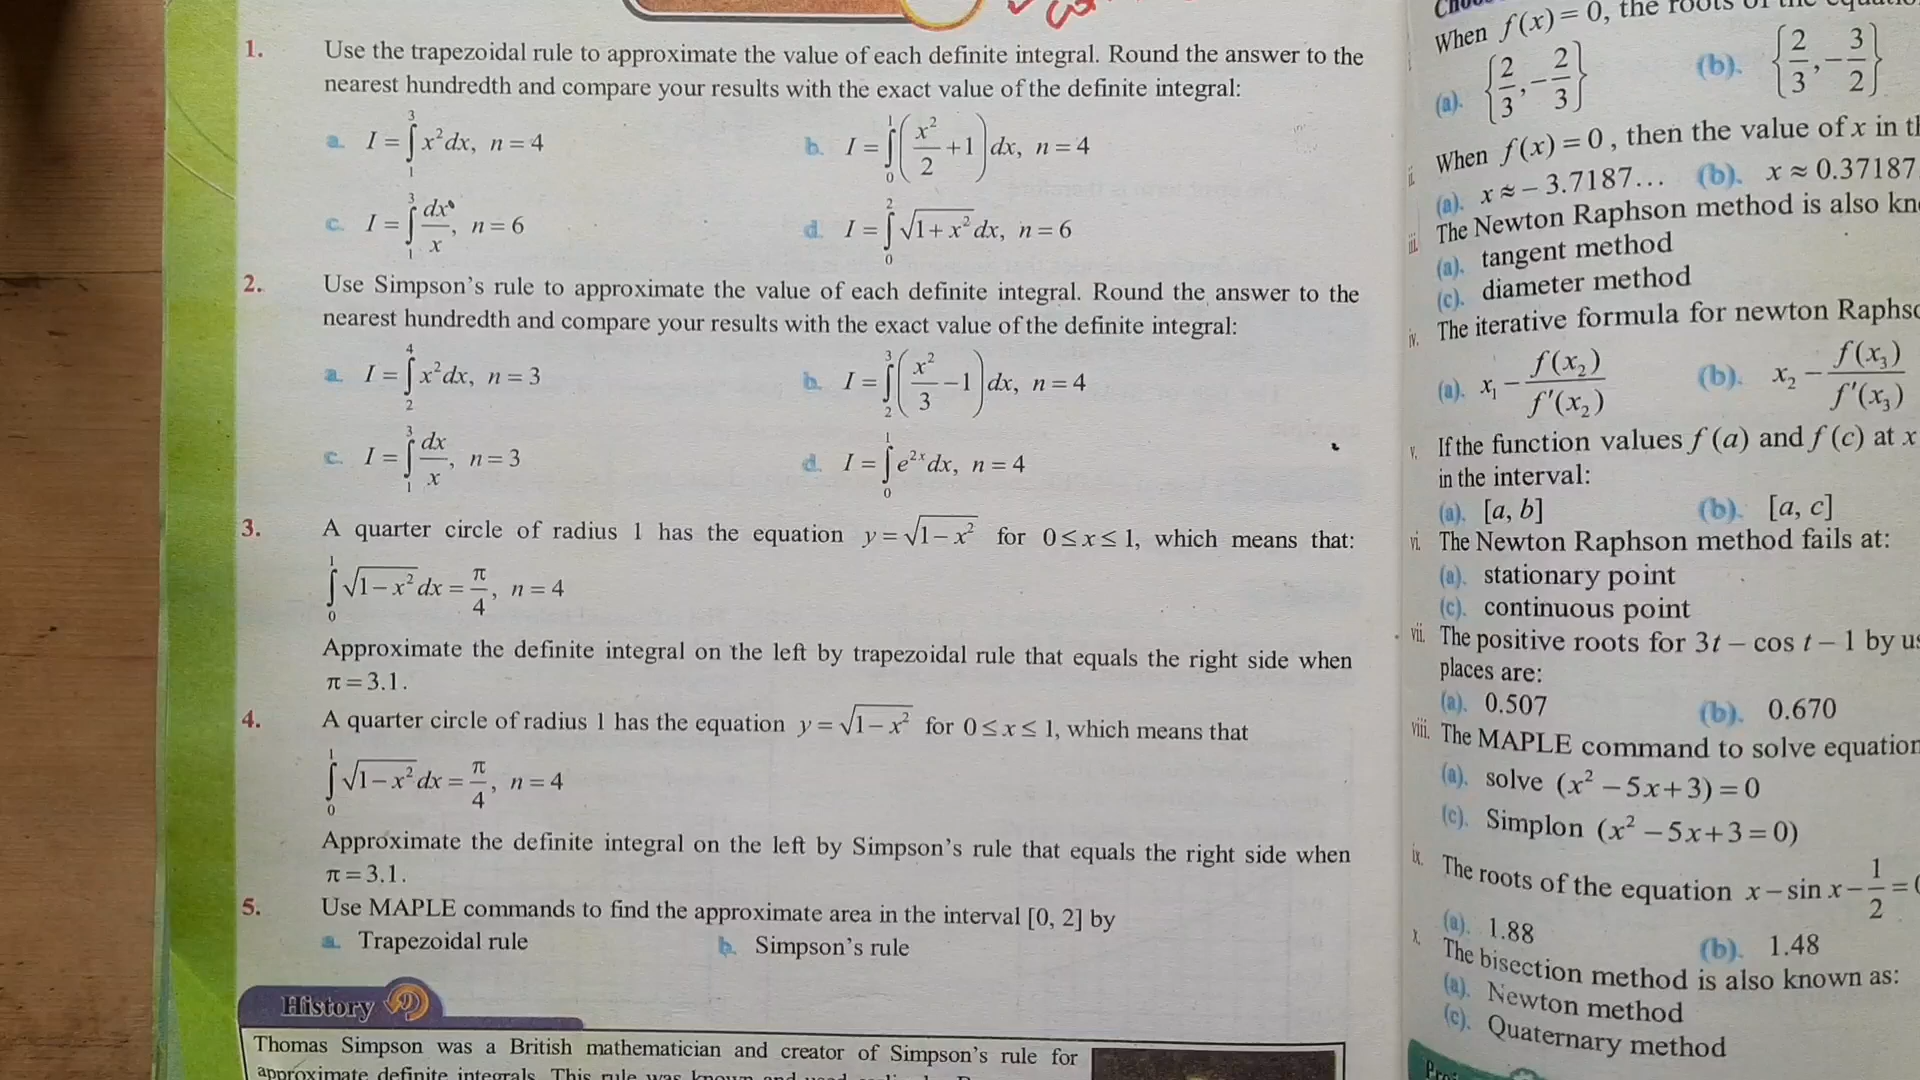 1. Use the trapezoidal rule to approximate the value of each definite integral. Round the answer to the
nearest hundredth and compare your results with the exact value of the definite integral:
a. I = ∫₁³ x²dx, n = 4
b. I = ∫₀¹ (x²/2 + 1) dx, n = 4
c. I = ∫₁³ dx/x, n = 6
d. I = ∫₀² √(1 + x²) dx, n = 6
2. Use Simpson's rule to approximate the value of each definite integral. Round the answer to the
nearest hundredth and compare your results with the exact value of the definite integral:
a. I = ∫₂⁴ x²dx, n = 3
b. I = ∫₂³ (x²/3 − 1) dx, n = 4
c. I = ∫₁³ dx/x, n = 3
d. I = ∫₀¹ e²ˣ dx, n = 4
3. A quarter circle of radius 1 has the equation y = √(1 − x²) for 0 ≤ x ≤ 1, which means that:
∫₀¹ √(1 − x²) dx = π/4, n = 4
Approximate the definite integral on the left by trapezoidal rule that equals the right side when
π = 3.1.
4. A quarter circle of radius 1 has the equation y = √(1 − x²) for 0 ≤ x ≤ 1, which means that
∫₀¹ √(1 − x²) dx = π/4, n = 4
Approximate the definite integral on the left by Simpson's rule that equals the right side when
π = 3.1.
5. Use MAPLE commands to find the approximate area in the interval [0, 2] by
a. Trapezoidal rule
b. Simpson's rule
History
Thomas Simpson was a British mathematician and creator of Simpson's rule for
approximate definite integrals. This rule was known and used
When f(x) = 0, the roots of the
(a). {2/3, −2/3}
(b). {2/3, −3/2}
ii. When f(x) = 0, then the value of x in
(a). x ≈ − 3.7187...
(b). x ≈ 0.37187
iii. The Newton Raphson method is also
(a). tangent method
(c). diameter method
iv. The iterative formula for newton
(a). x₁ − f(x₂)/f′(x₂)
(b). x₂ − f(x₃)/f′(x₃)
v. If the function values f (a) and f (c) at x
in the interval:
(a). [a, b]
(b). [a, c]
vi. The Newton Raphson method fails at:
(a). stationary point
(c). continuous point
vii. The positive roots for 3t − cos t − 1 by
places are:
(a). 0.507
(b). 0.670
viii. The MAPLE command to solve equation
(a). solve (x² − 5x + 3) = 0
(c). Simplon (x² − 5x + 3 = 0)
ix. The roots of the equation x − sin x − 1/2 =
(a). 1.88
(b). 1.48
x. The bisection method is also known as:
(a). Newton method
(c). Quaternary method